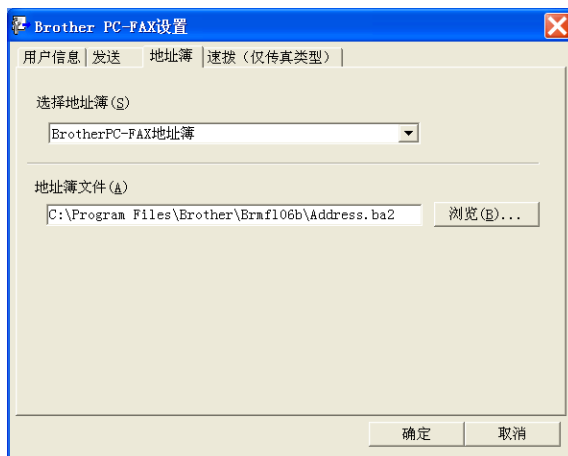 Brother PC-FAX设置
用户信息 发送 地址簿 速拨（仅传真类型）
选择地址簿(S)
BrotherPC-FAX地址簿
地址簿文件(A)
C:\Program Files\Brother\Brmfl06b\Address.ba2 浏览(B)...
确定 取消